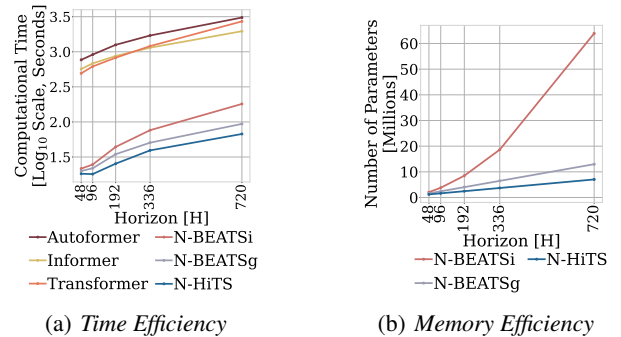 Computational Time
[Log10 Scale, Seconds]
3.5
3.0
2.5
2.0
1.5
48
96
192
336
720
Horizon [H]
Autoformer
N-BEATSi
Informer
N-BEATSg
Transformer
N-HiTS
(a) Time Efficiency
Number of Parameters
[Millions]
60
50
40
30
20
10
0
48
96
192
336
720
Horizon [H]
N-BEATSi
N-HiTS
N-BEATSg
(b) Memory Efficiency